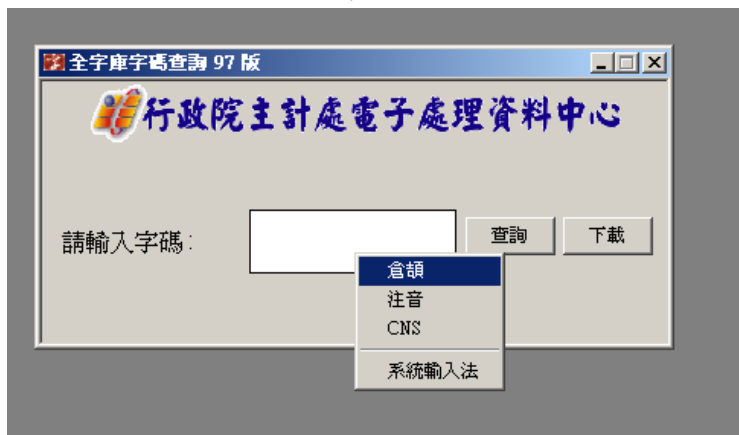 全字庫字碼查詢 97 版
行政院主計處電子處理資料中心
請輸入字碼:
查詢
下載
倉頡
注音
CNS
系統輸入法